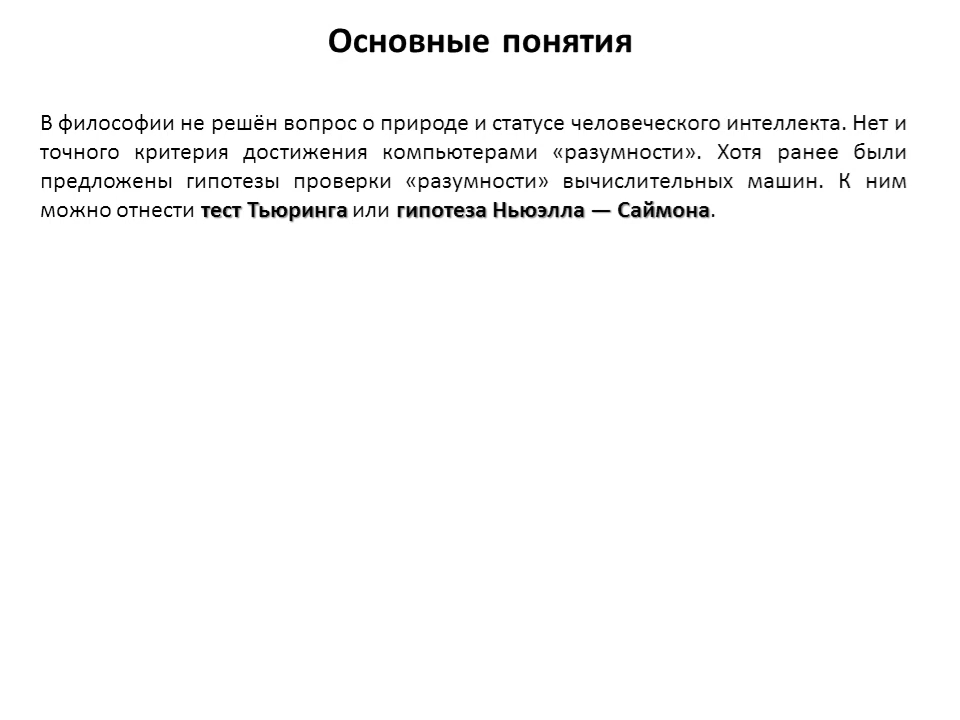 Основные понятия
В философии не решён вопрос о природе и статусе человеческого интеллекта. Нет и
точного критерия достижения компьютерами «разумности». Хотя ранее были
предложены гипотезы проверки «разумности» вычислительных машин. К ним
можно отнести тест Тьюринга или гипотеза Ньюэлла — Саймона.